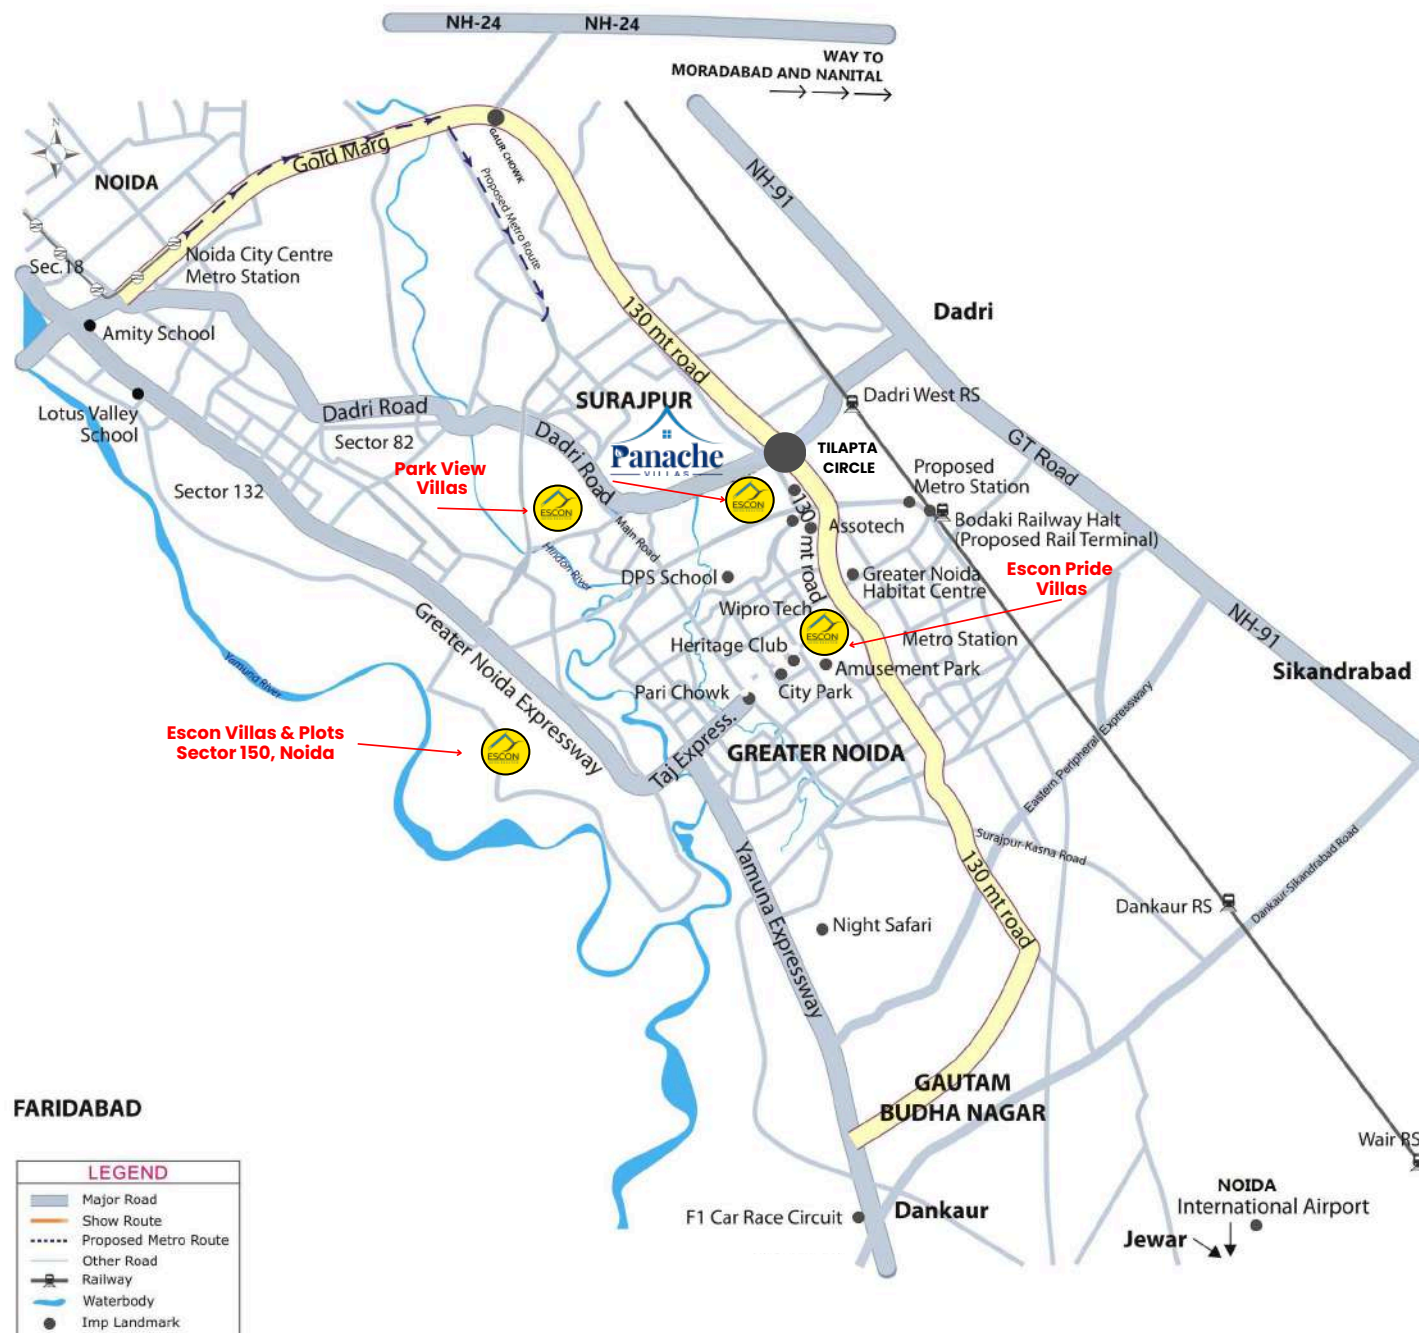 NH-24
NH-24
WAY TO
MORADABAD AND NANITAL
N
NOIDA
Gold Marg
GAUR CHOWK
Proposed Metro Route
NH-91
Noida City Centre
Metro Station
Sec.18
Amity School
130 mt road
Dadri
Lotus Valley
School
Dadri Road
Sector 82
SURAJPUR
Panache
VILLAS
Dadri Road
TILAPTA
CIRCLE
Dadri West RS
GT Road
Park View
Villas
Sector 132
ESCON
ESCON
Proposed
Metro Station
130 mt road
Assotech
Bodaki Railway Halt
(Proposed Rail Terminal)
Main Road
Hindon River
DPS School
Greater Noida
Habitat Centre
Escon Pride
Villas
Wipro Tech
ESCON
Metro Station
NH-91
Heritage Club
Amusement Park
Sikandrabad
Greater Noida Expressway
Yamuna River
Pari Chowk
City Park
Escon Villas & Plots
Sector 150, Noida
ESCON
Taj Express.
GREATER NOIDA
Eastern Peripheral Expresswary
Surajpur-Kasna Road
Yamuna Expressway
130 mt road
Dankaur-Sikandrabad Road
Dankaur RS
Night Safari
GAUTAM
BUDHA NAGAR
FARIDABAD
Wair RS
NOIDA
International Airport
Jewar
F1 Car Race Circuit
Dankaur
LEGEND
Major Road
Show Route
Proposed Metro Route
Other Road
Railway
Waterbody
Imp Landmark